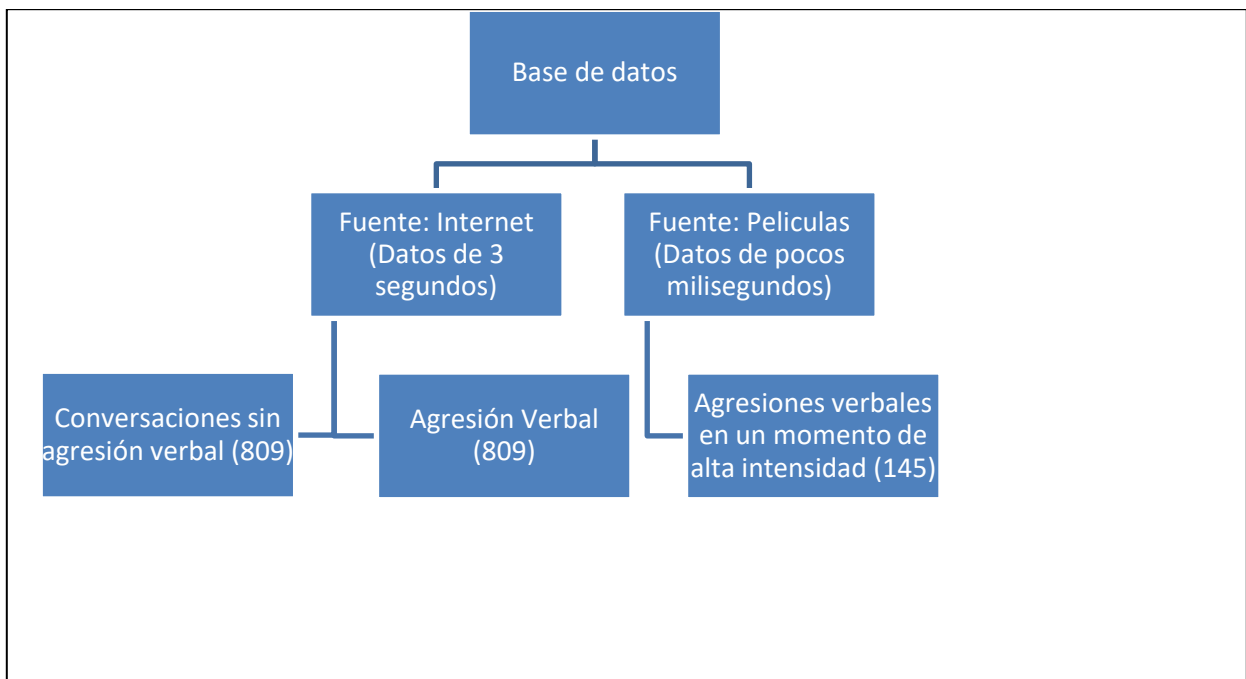 Base de datos
Fuente: Internet
(Datos de 3
segundos)
Fuente: Peliculas
(Datos de pocos
milisegundos)
Conversaciones sin
agresión verbal (809)
Agresión Verbal
(809)
Agresiones verbales
en un momento de
alta intensidad (145)